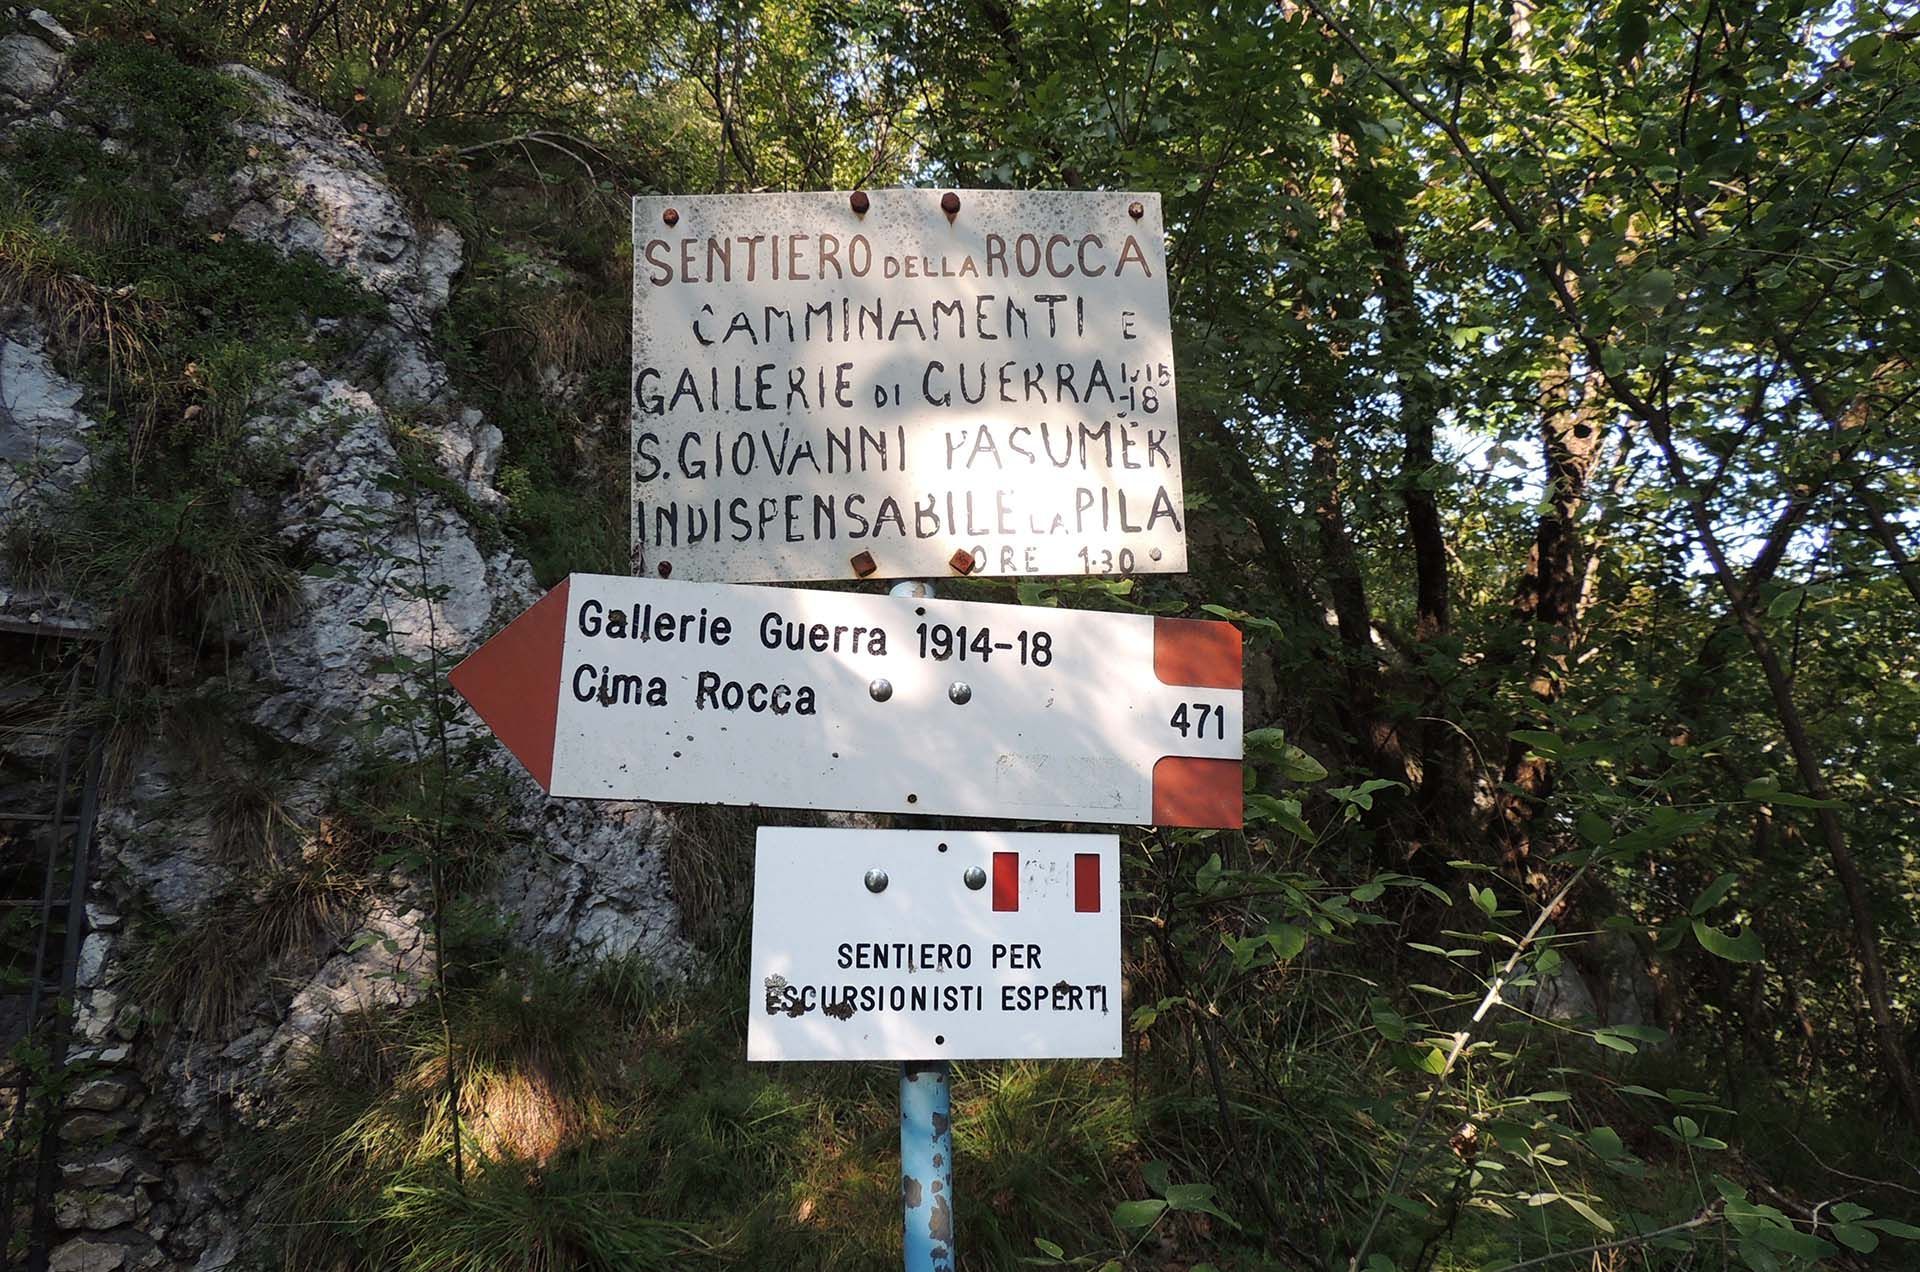 SENTIERO DELLA ROCCA
CAMMINAMENTI E
GALLERIE DI GUERRA 1915
-18
S. GIOVANNI PASUMÈR
INDISPENSABILE LA PILA
ORE 1.30
Gallerie Guerra 1914-18
Cima Rocca
471
SENTIERO PER
ESCURSIONISTI ESPERTI